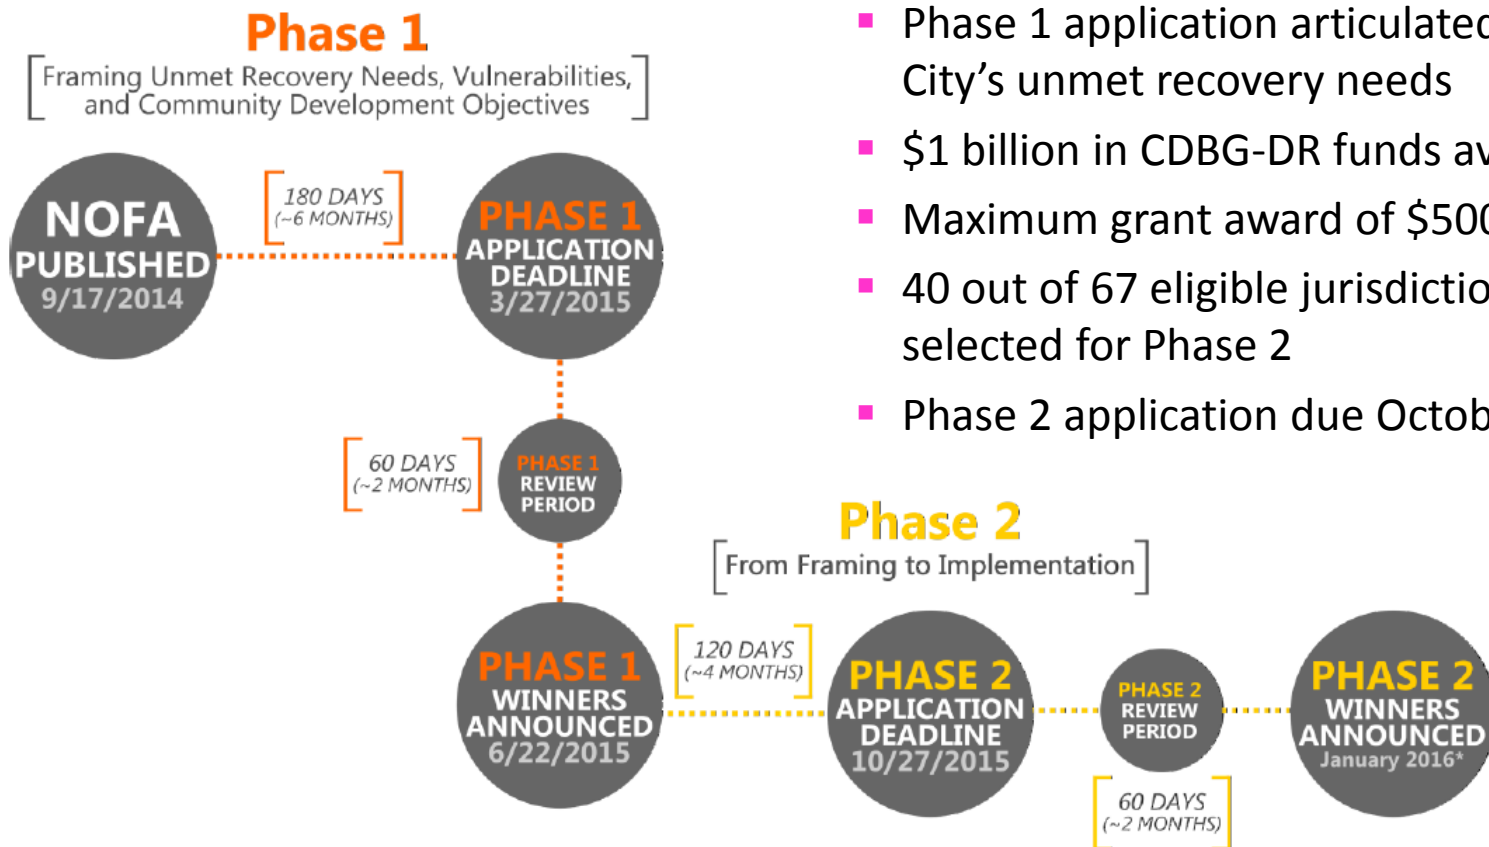 Phase 1
Framing Unmet Recovery Needs, Vulnerabilities,
and Community Development Objectives
NOFA
PUBLISHED
9/17/2014
180 DAYS
(~6 MONTHS)
PHASE 1
APPLICATION
DEADLINE
3/27/2015
60 DAYS
(~2 MONTHS)
PHASE 1
REVIEW
PERIOD
PHASE 1
WINNERS
ANNOUNCED
6/22/2015
Phase 1 application articulated
City's unmet recovery needs
$1 billion in CDBG-DR funds av
Maximum grant award of $500
40 out of 67 eligible jurisdictio
selected for Phase 2
Phase 2 application due Octob
Phase 2
From Framing to Implementation
120 DAYS
(~4 MONTHS)
PHASE 2
APPLICATION
DEADLINE
10/27/2015
PHASE 2
REVIEW
PERIOD
60 DAYS
(~2 MONTHS)
PHASE 2
WINNERS
ANNOUNCED
January 2016*